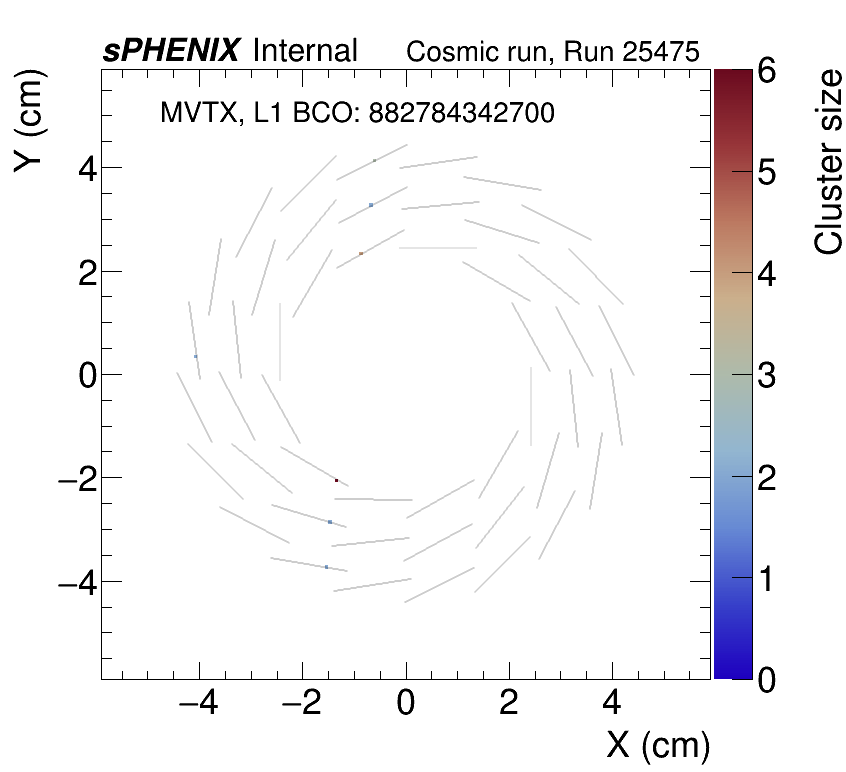 sPHENIX Internal Cosmic run, Run 25475
MVTX, L1 BCO: 882784342700
Y (cm)
4
2
0
−2
−4
−4 −2 0 2 4
X (cm)
6
5
4
3
2
1
0
Cluster size